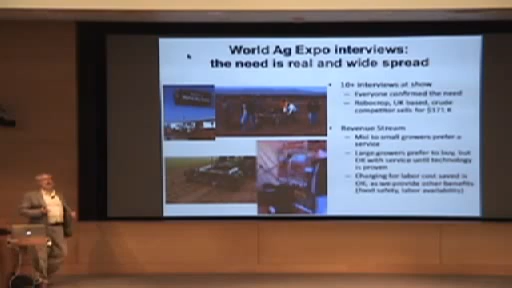 World Ag Expo interviews:
the need is real and wide spread
10+ interviews at show
Everyone confirmed the need
Robocrop, UK based, crude
competitor sells for $171 K
Revenue Stream
Mid to small growers prefer a
service
Large growers prefer to buy, but
OK with service until technology
is proven
Charging for labor cost saved is
OK, as we provide other benefits
(food safety, labor availability)